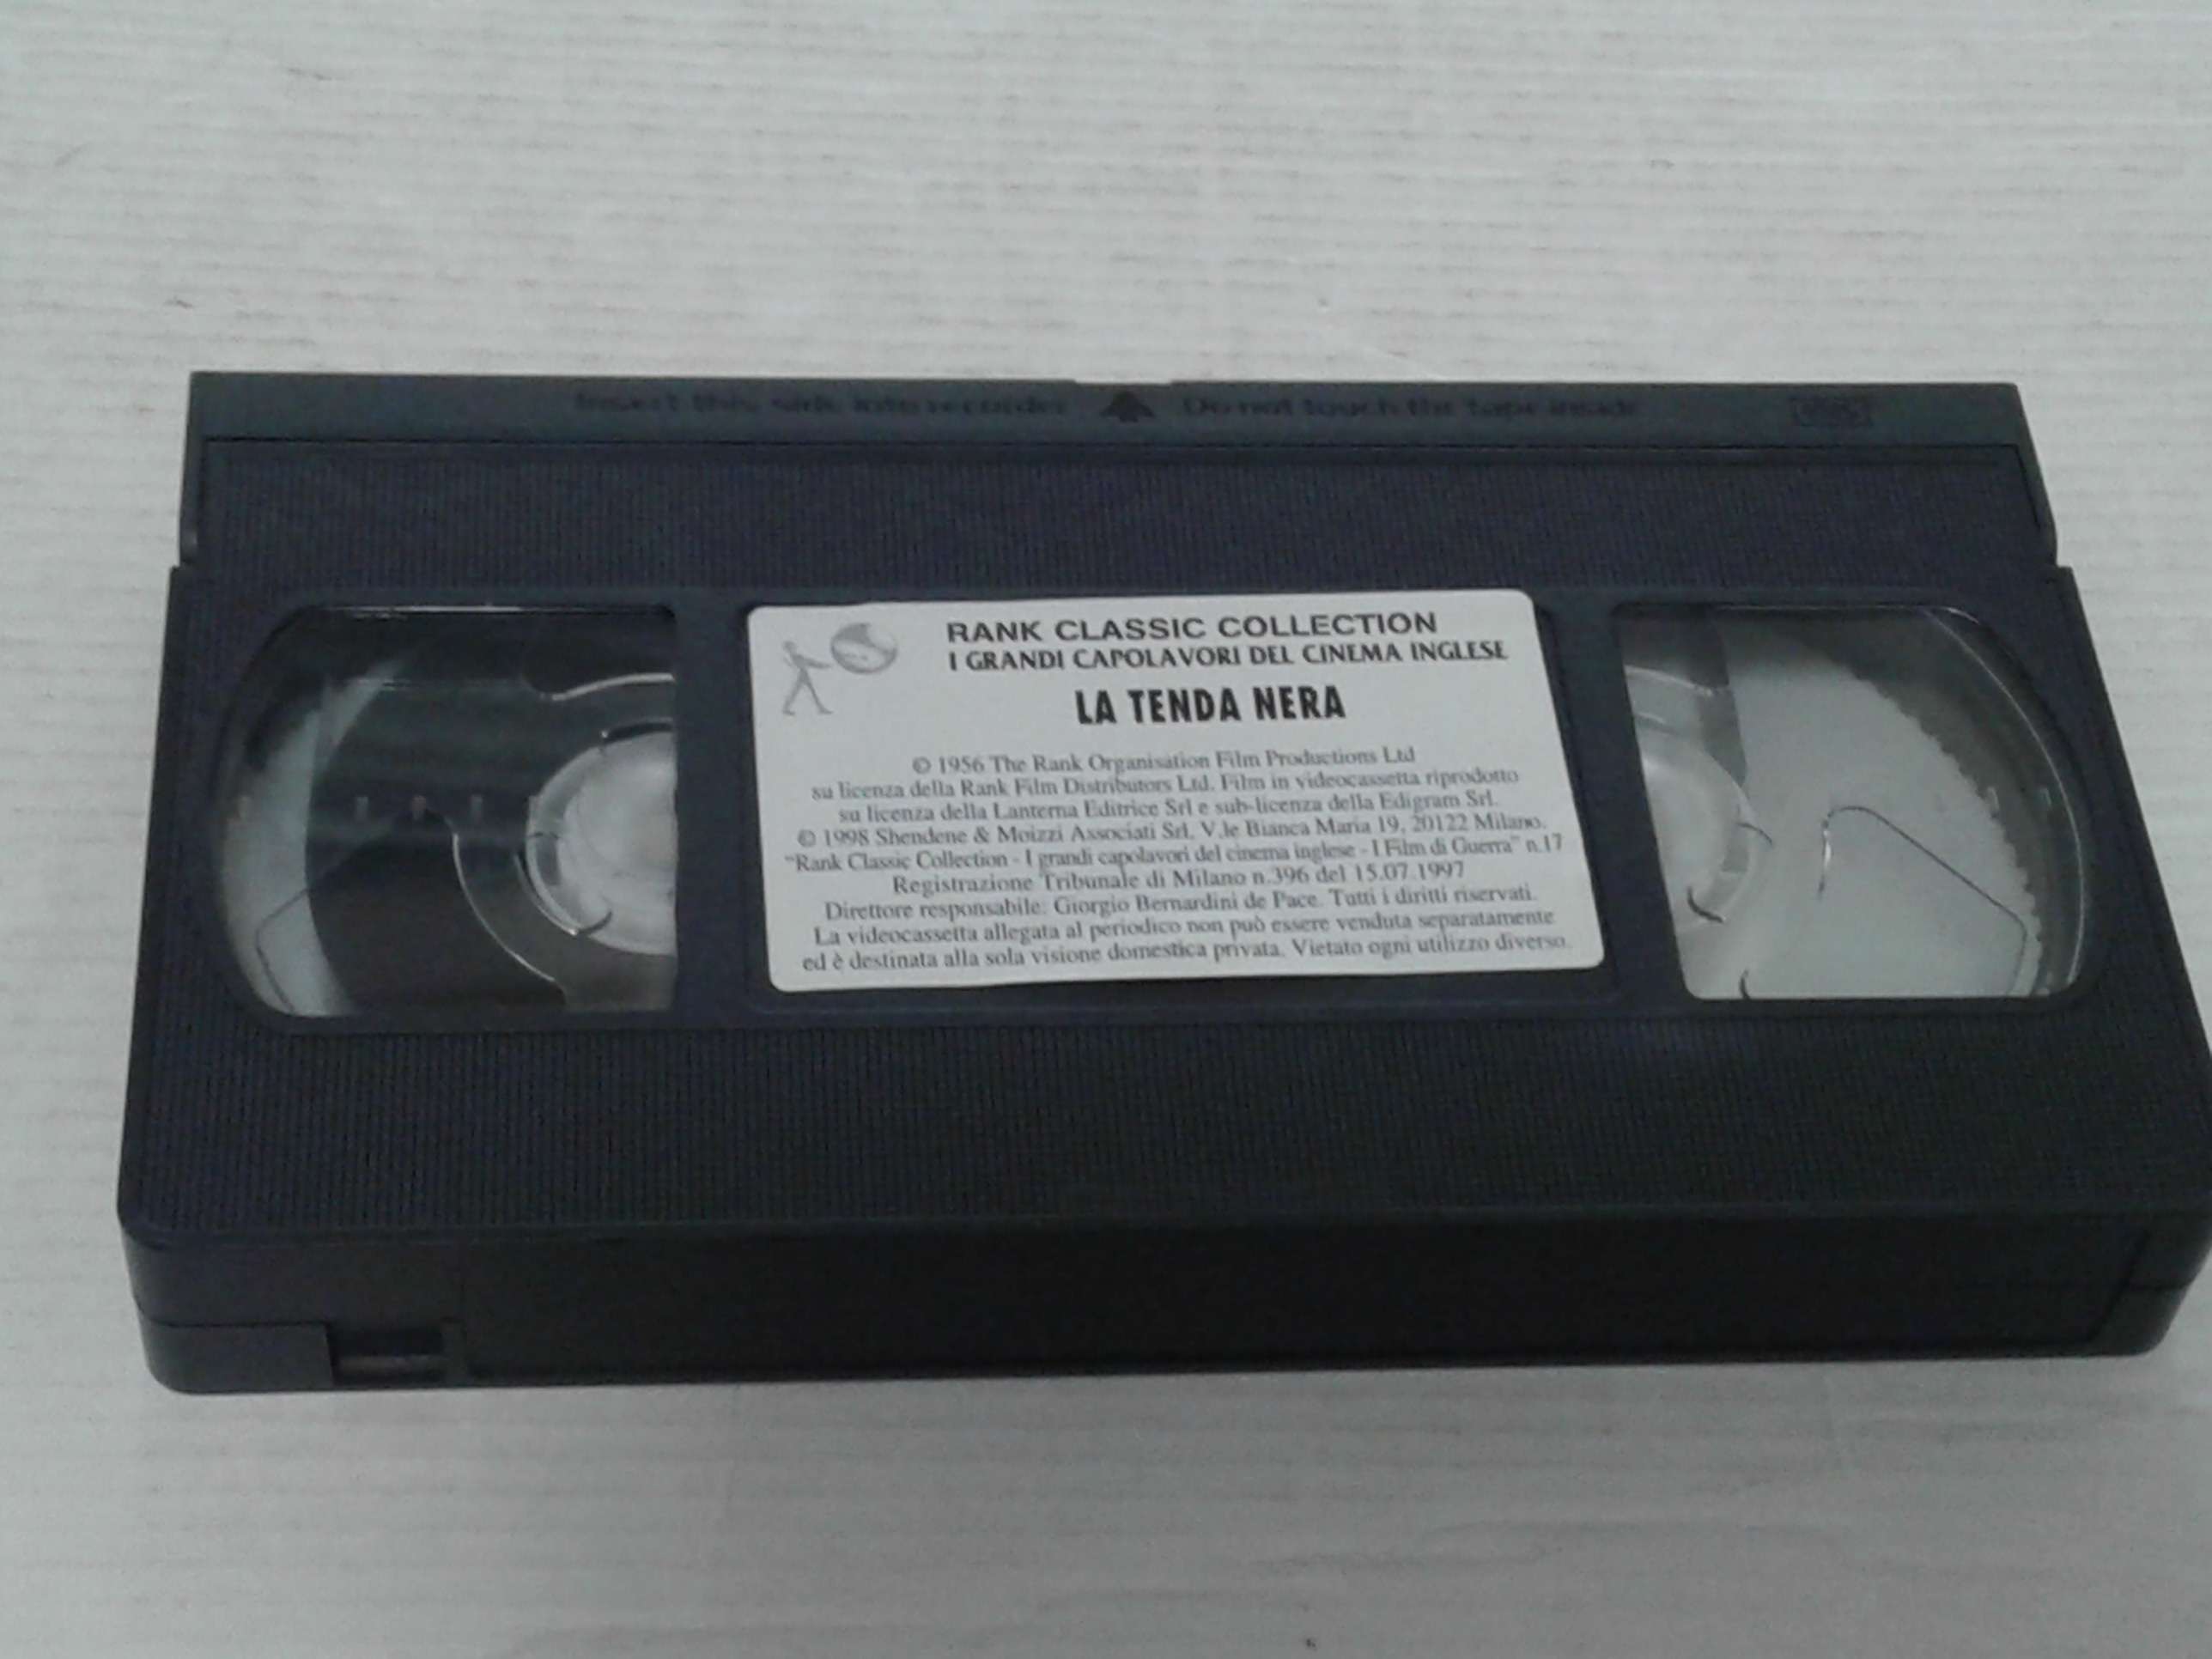 Insert this side into recorder Do not touch the tape inside
RANK CLASSIC COLLECTION
I GRANDI CAPOLAVORI DEL CINEMA INGLESE
LA TENDA NERA
© 1956 The Rank Organisation Film Productions Ltd
su licenza della Rank Film Distributors Ltd. Film in videocassetta riprodotto
su licenza della Lanterna Editrice Srl e sub-licenza della Edigram Srl.
© 1998 Shendene & Moizzi Associati Srl, V.le Bianca Maria 19, 20122 Milano.
"Rank Classic Collection - I grandi capolavori del cinema inglese - I Film di Guerra" n.17
Registrazione Tribunale di Milano n.396 del 15.07.1997
Direttore responsabile: Giorgio Bernardini de Pace. Tutti i diritti riservati.
La videocassetta allegata al periodico non può essere venduta separatamente
ed è destinata alla sola visione domestica privata. Vietato ogni utilizzo diverso.